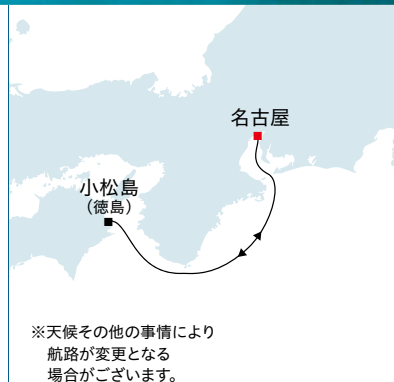 名古屋
小松島
（徳島）
※天候その他の事情により
航路が変更となる
場合がございます。